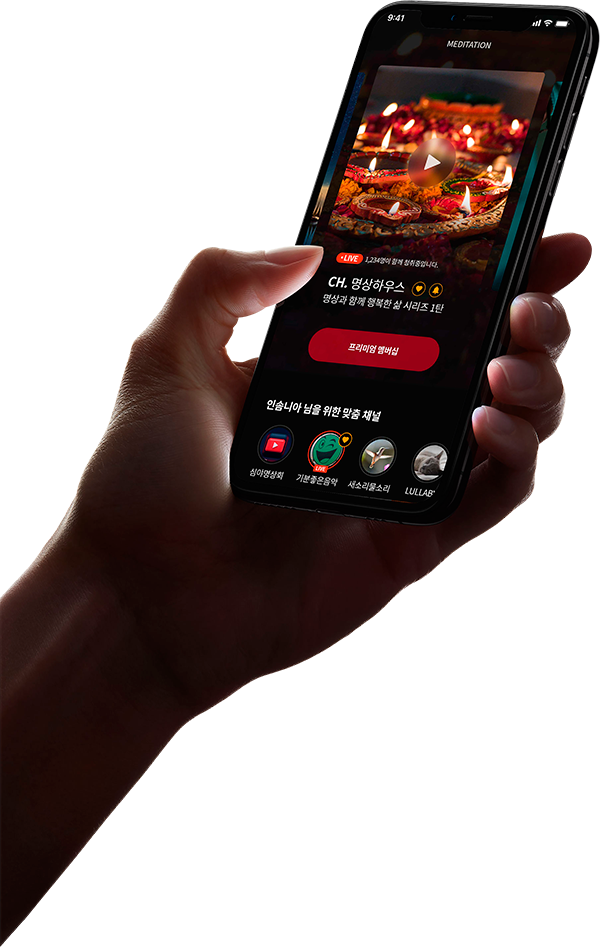 9:41
MEDITATION
LIVE 1,234명이 함께 청취중입니다.
CH. 명상하우스
명상과 함께 행복한 삶 시리즈 1탄
프리미엄 멤버십
인솜니아 님을 위한 맞춤 채널
LIVE
심야명상회 기분좋은음악 새소리물소리 LULLAB'